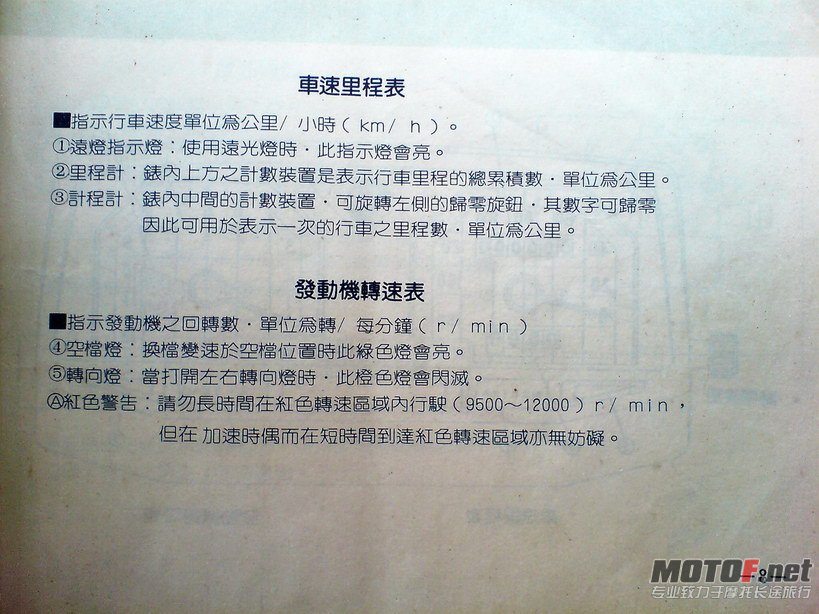 車速里程表
■指示行車速度單位為公里/ 小時( km/ h )。
①遠燈指示燈：使用遠光燈時，此指示燈會亮。
②里程計：錶內上方之計數裝置是表示行車里程的總累積數，單位為公里。
③計程計：錶內中間的計數裝置，可旋轉左側的歸零旋鈕，其數字可歸零
因此可用於表示一次的行車之里程數，單位為公里。
發動機轉速表
■指示發動機之回轉數，單位為轉/ 每分鐘( r/ min )
④空檔燈：換檔變速於空檔位置時此綠色燈會亮。
⑤轉向燈：當打開左右轉向燈時，此橙色燈會閃滅。
Ⓐ紅色警告：請勿長時間在紅色轉速區域內行駛(9500～12000) r/ min，
但在 加速時偶而在短時間到達紅色轉速區域亦無妨礙。
MOTOF.net
专业致力于摩托长途旅行